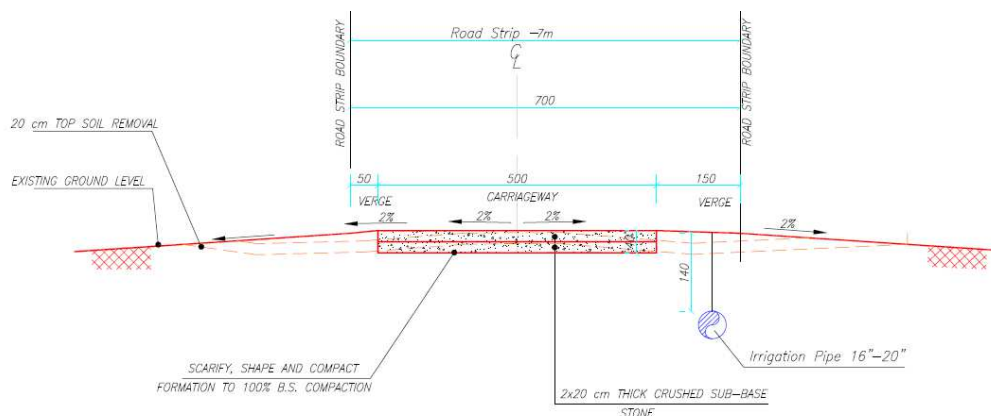 Road Strip -7m
CL
ROAD STRIP BOUNDARY
ROAD STRIP BOUNDARY
700
20 cm TOP SOIL REMOVAL
EXISTING GROUND LEVEL
50
500
150
VERGE
CARRIAGEWAY
VERGE
2%
2%
2%
2%
40
140
Irrigation Pipe 16"-20"
SCARIFY, SHAPE AND COMPACT
FORMATION TO 100% B.S. COMPACTION
2x20 cm THICK CRUSHED SUB-BASE
STONE